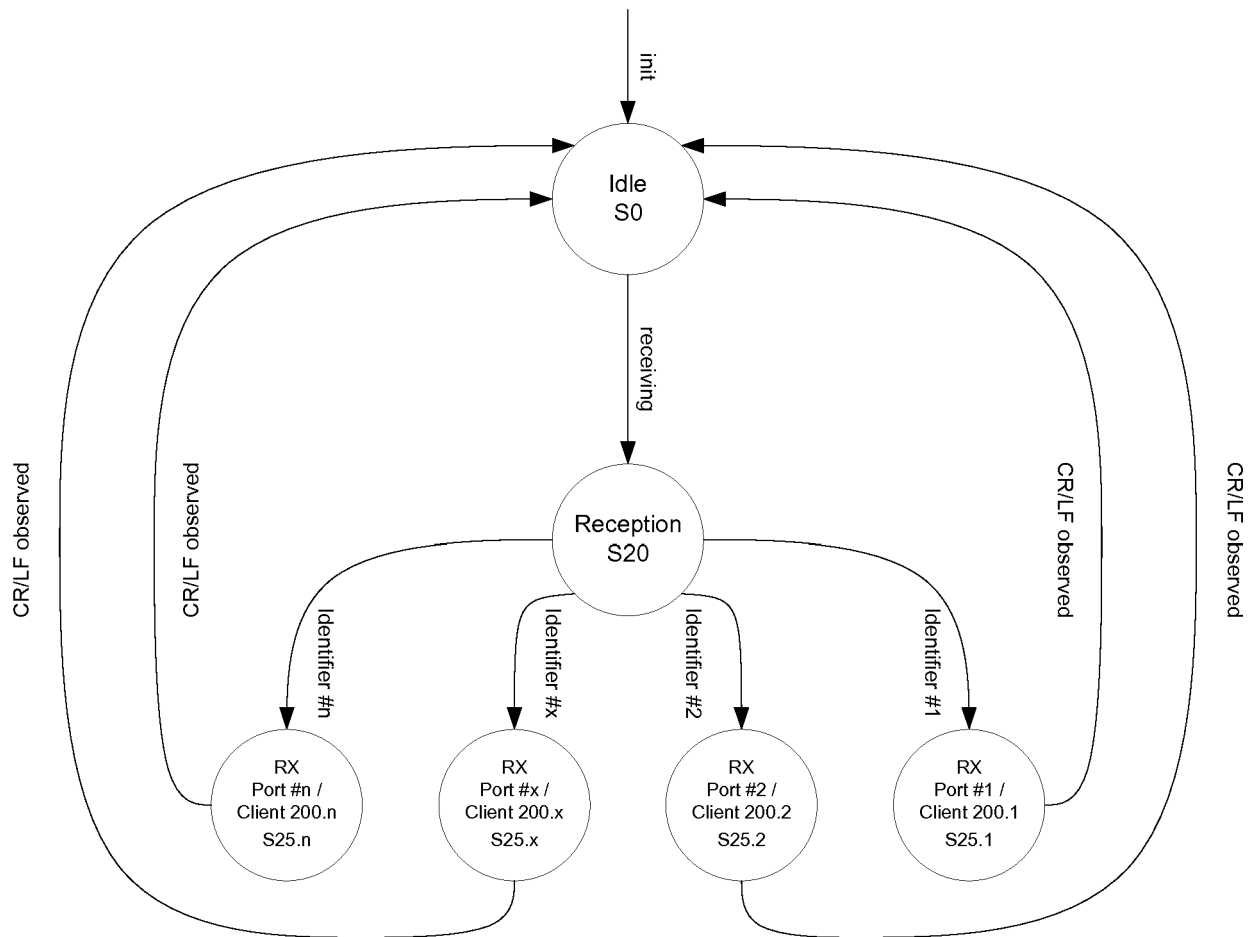 init
Idle
S0
receiving
CR/LF observed
CR/LF observed
CR/LF observed
CR/LF observed
Reception
S20
Identifier #n
Identifier #x
Identifier #2
Identifier #1
RX
Port #n /
Client 200.n
S25.n
RX
Port #x /
Client 200.x
S25.x
RX
Port #2 /
Client 200.2
S25.2
RX
Port #1 /
Client 200.1
S25.1